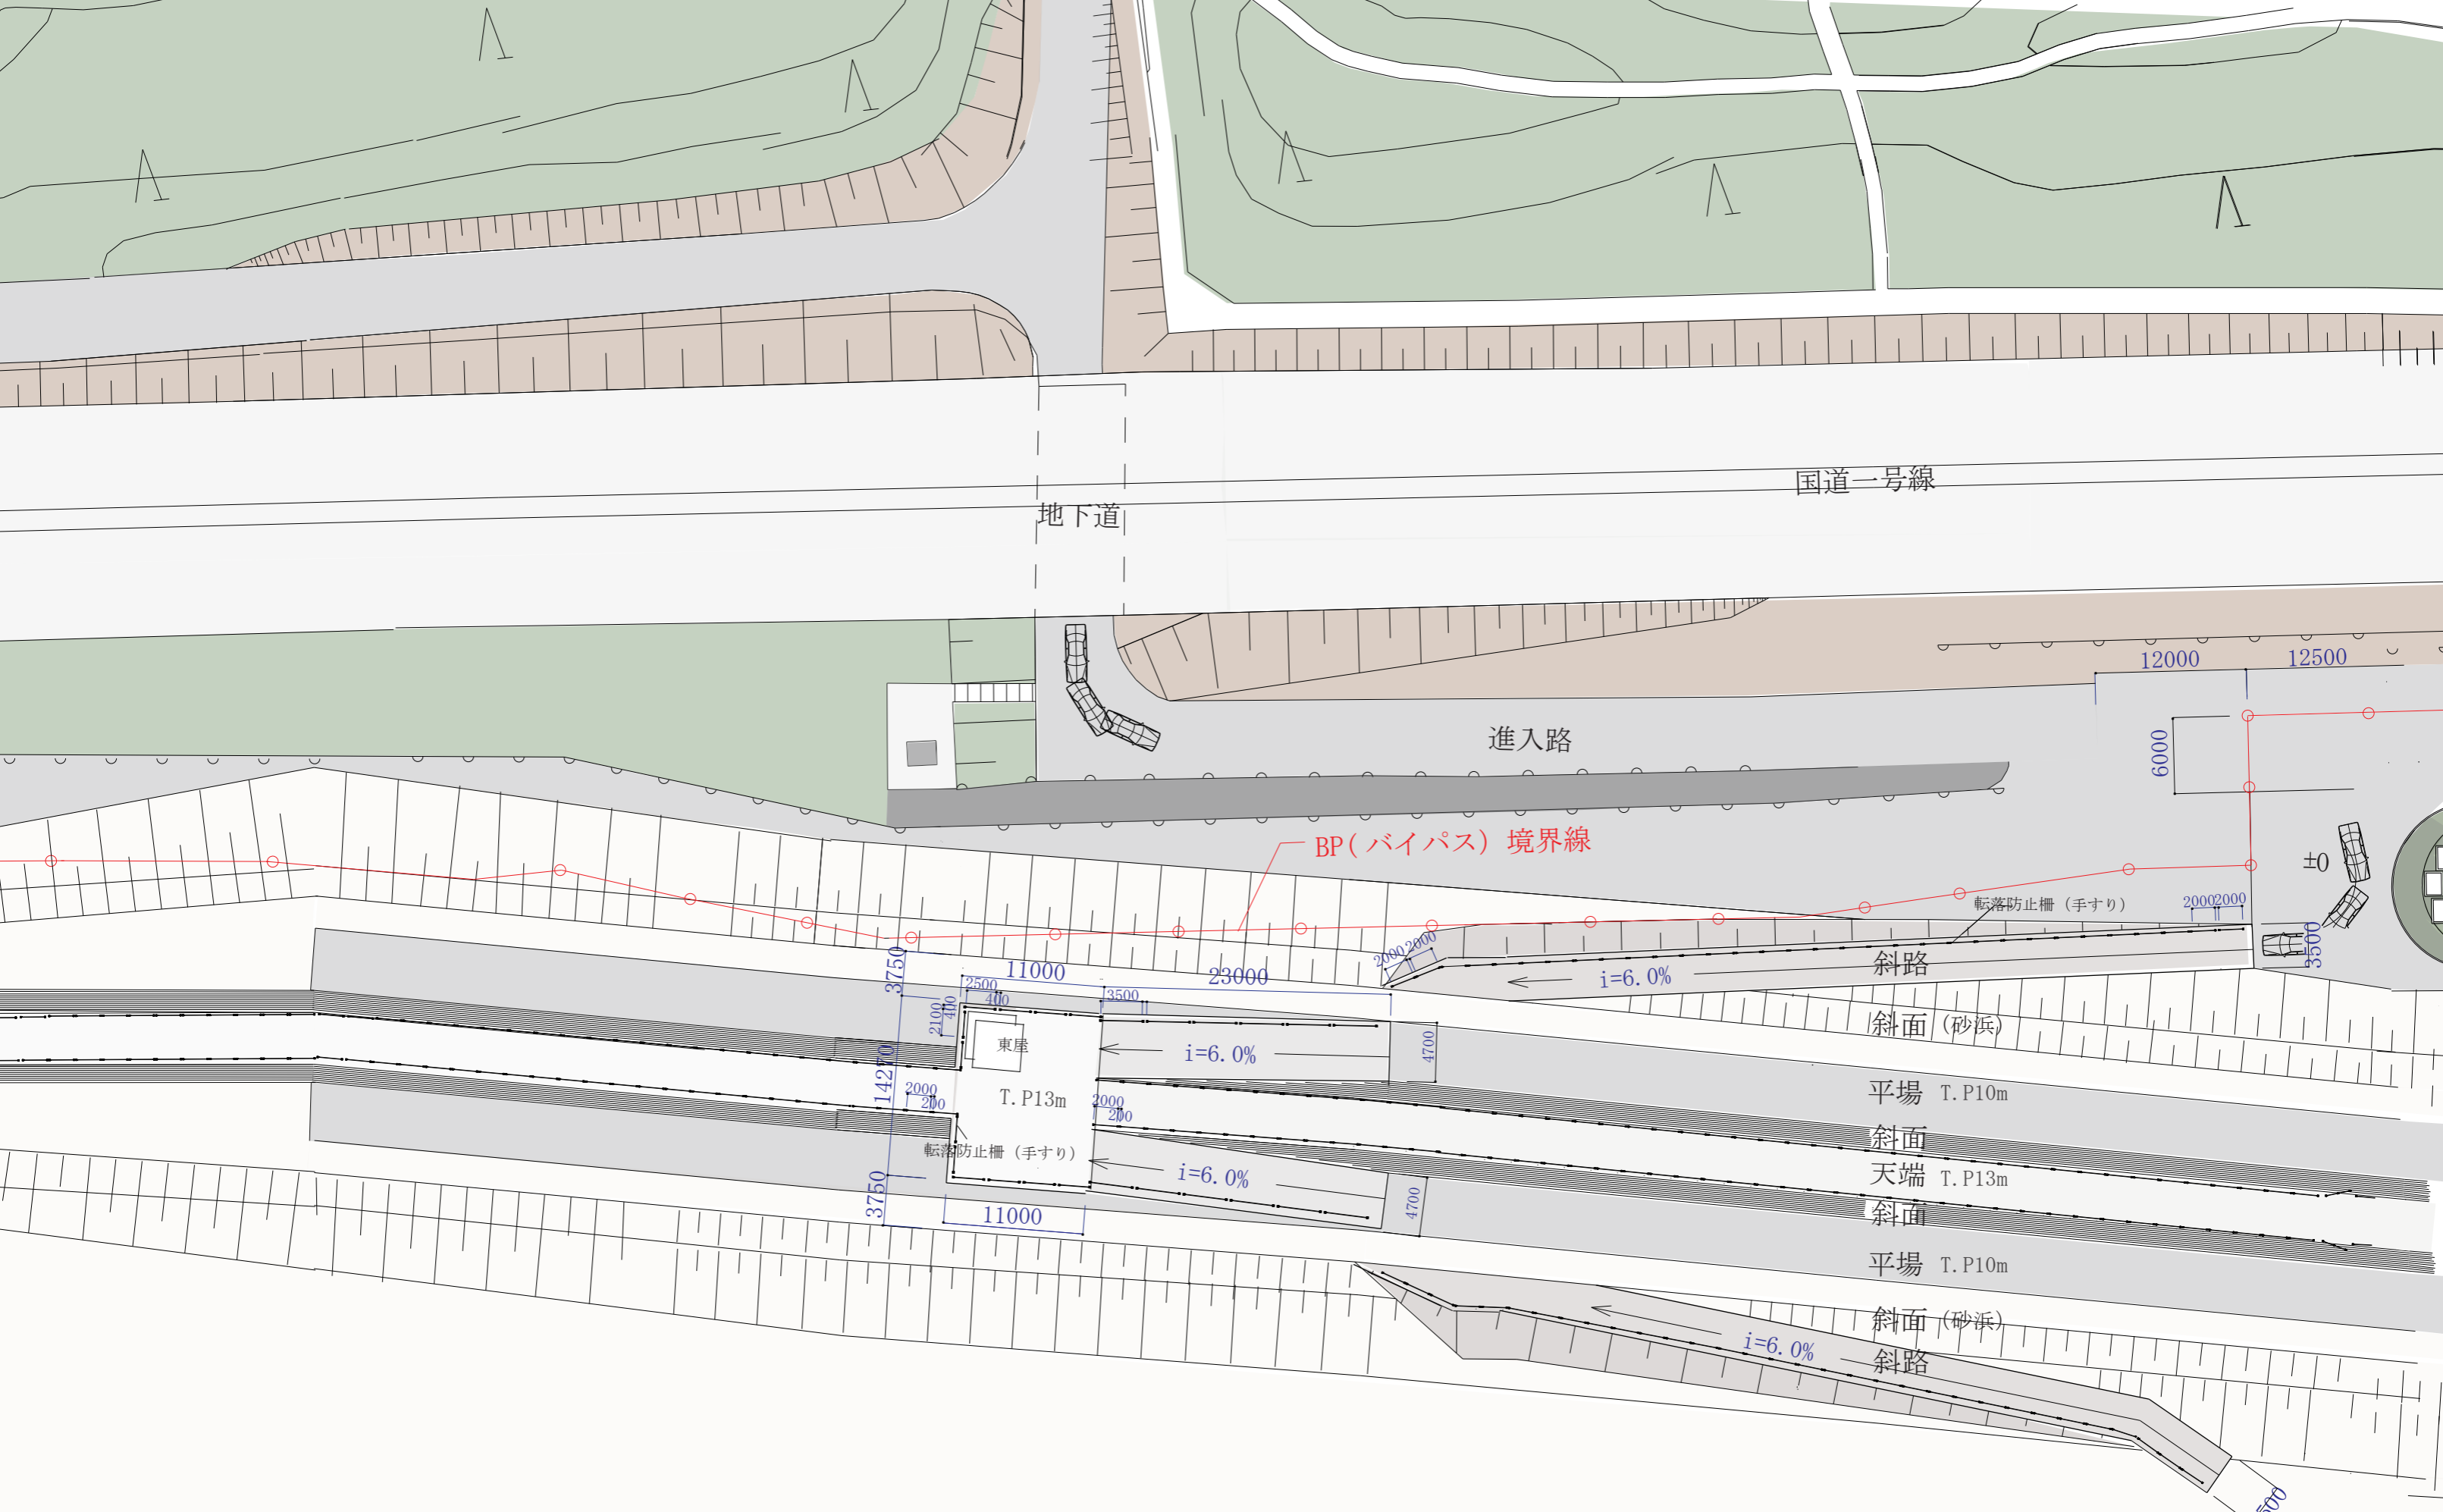 国道一号線
地下道
12000
12500
進入路
6000
BP(バイパス) 境界線
±0
転落防止柵 (手すり)
2000
2000
3500
2000
2000
斜路
i=6.0%
3750
11000
23000
2500
400
3500
2100
400
斜面 (砂浜)
東屋
i=6.0%
4700
14270
2000
200
T.P13m
2000
200
平場 T.P10m
斜面
転落防止柵 (手すり)
天端 T.P13m
i=6.0%
4700
3750
11000
斜面
平場 T.P10m
斜面 (砂浜)
i=6.0%
斜路